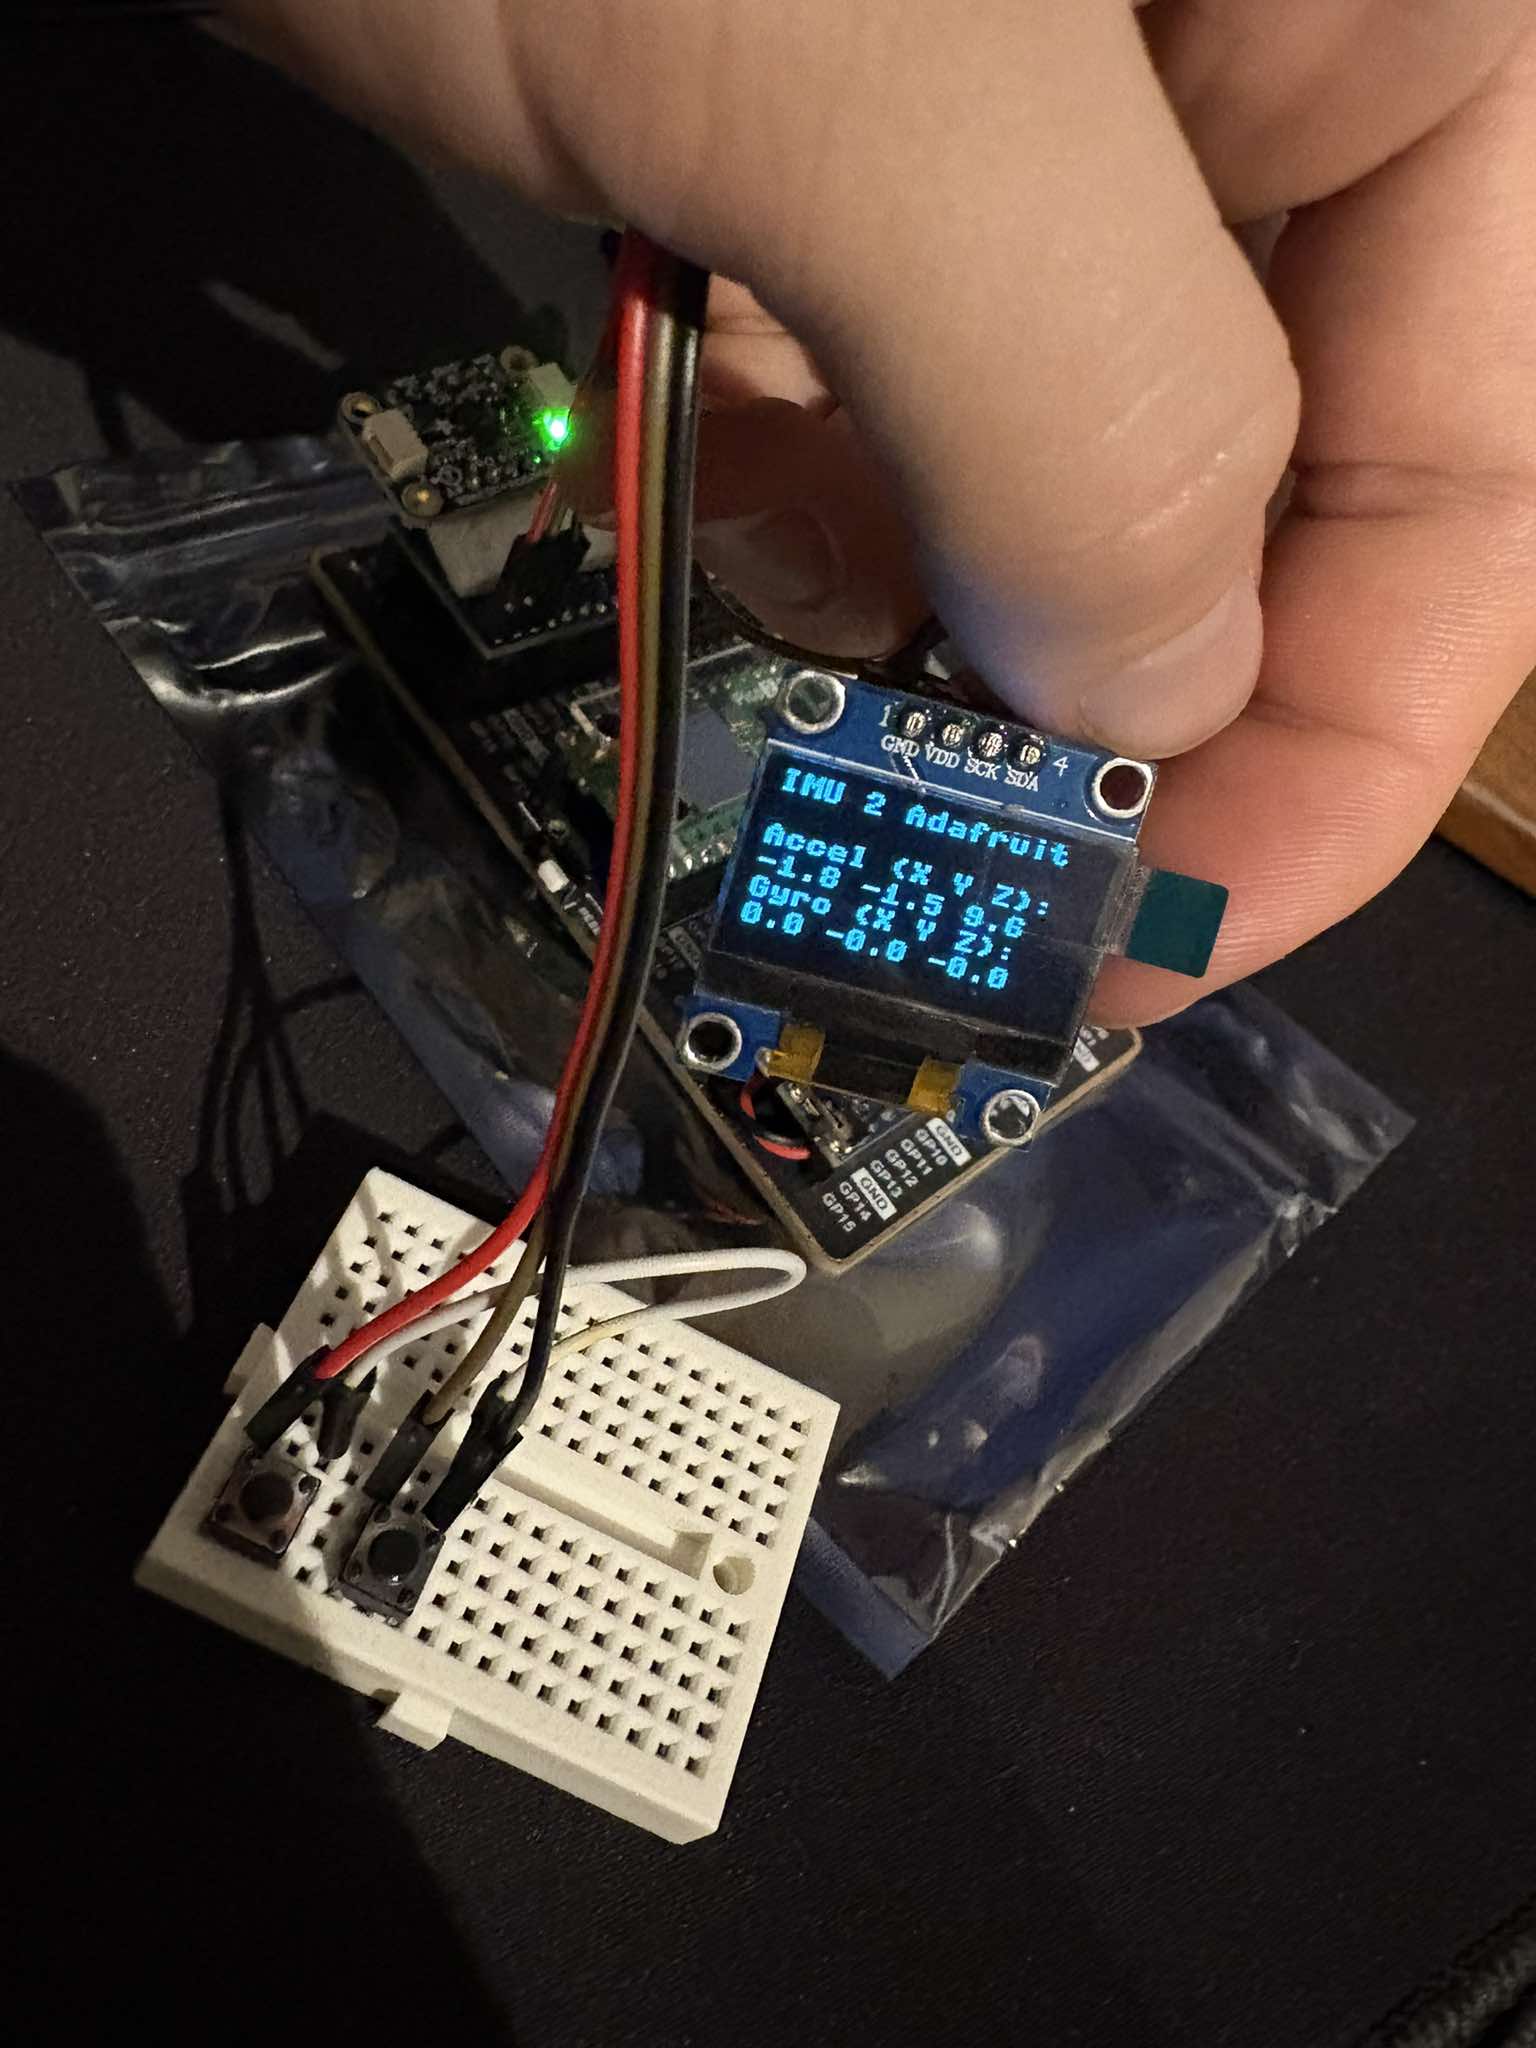 1 4
GND VDD SCK SDA
IMU 2 Adafruit
Accel (X Y Z):
-1.8 -1.5 9.6
Gyro (X Y Z):
0.0 -0.0 -0.0
GND
GP10
GP11
GP12
GP13
GND
GP14
GP15